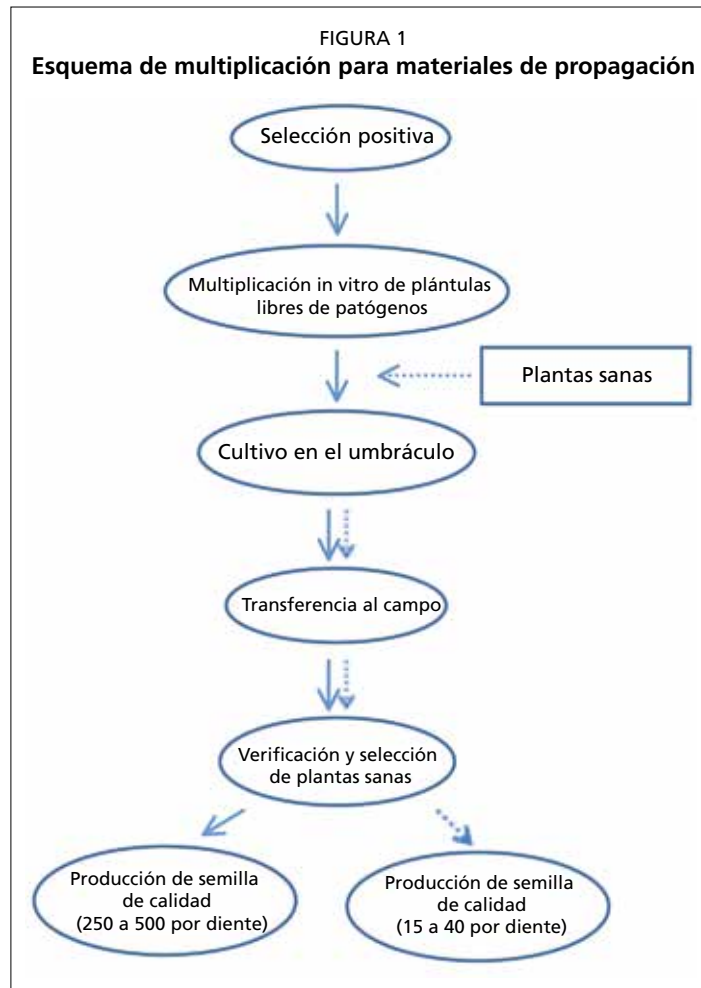 FIGURA 1
Esquema de multiplicación para materiales de propagación
Selección positiva
Multiplicación in vitro de plántulas
libres de patógenos
Plantas sanas
Cultivo en el umbráculo
Transferencia al campo
Verificación y selección
de plantas sanas
Producción de semilla
de calidad
(250 a 500 por diente)
Producción de semilla
de calidad
(15 a 40 por diente)